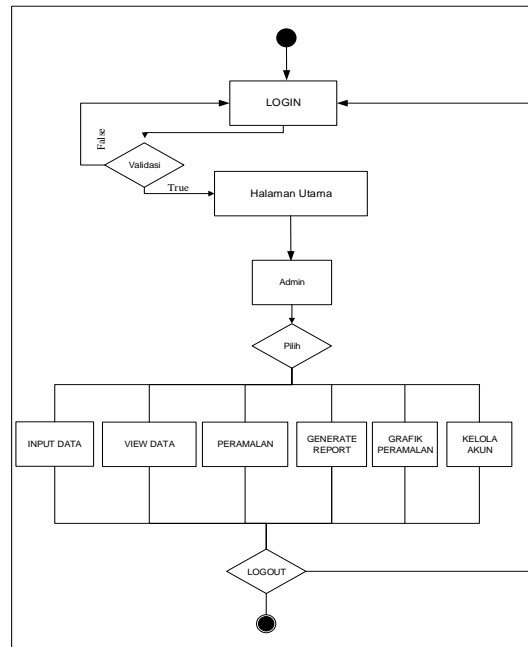 LOGIN
False
Validasi
True
Halaman Utama
Admin
Pilih
INPUT DATA
VIEW DATA
PERAMALAN
GENERATE
REPORT
GRAFIK
PERAMALAN
KELOLA
AKUN
LOGOUT